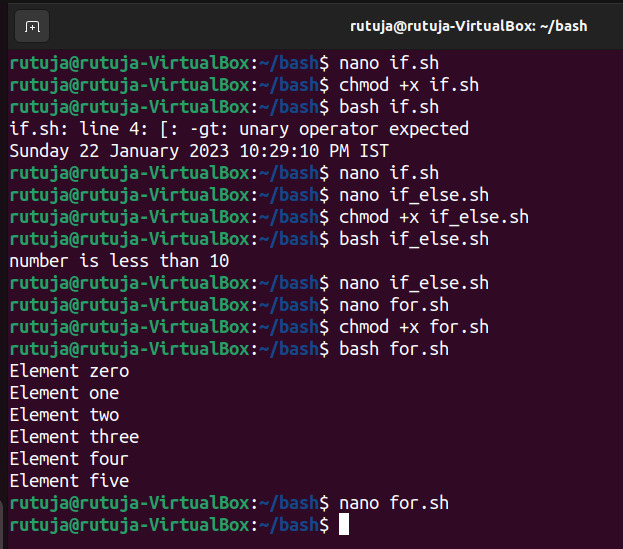 rutuja@rutuja-VirtualBox: ~/bash
rutuja@rutuja-VirtualBox:~/bash$ nano if.sh
rutuja@rutuja-VirtualBox:~/bash$ chmod +x if.sh
rutuja@rutuja-VirtualBox:~/bash$ bash if.sh
if.sh: line 4: [: -gt: unary operator expected
Sunday 22 January 2023 10:29:10 PM IST
rutuja@rutuja-VirtualBox:~/bash$ nano if.sh
rutuja@rutuja-VirtualBox:~/bash$ nano if_else.sh
rutuja@rutuja-VirtualBox:~/bash$ chmod +x if_else.sh
rutuja@rutuja-VirtualBox:~/bash$ bash if_else.sh
number is less than 10
rutuja@rutuja-VirtualBox:~/bash$ nano if_else.sh
rutuja@rutuja-VirtualBox:~/bash$ nano for.sh
rutuja@rutuja-VirtualBox:~/bash$ chmod +x for.sh
rutuja@rutuja-VirtualBox:~/bash$ bash for.sh
Element zero
Element one
Element two
Element three
Element four
Element five
rutuja@rutuja-VirtualBox:~/bash$ nano for.sh
rutuja@rutuja-VirtualBox:~/bash$